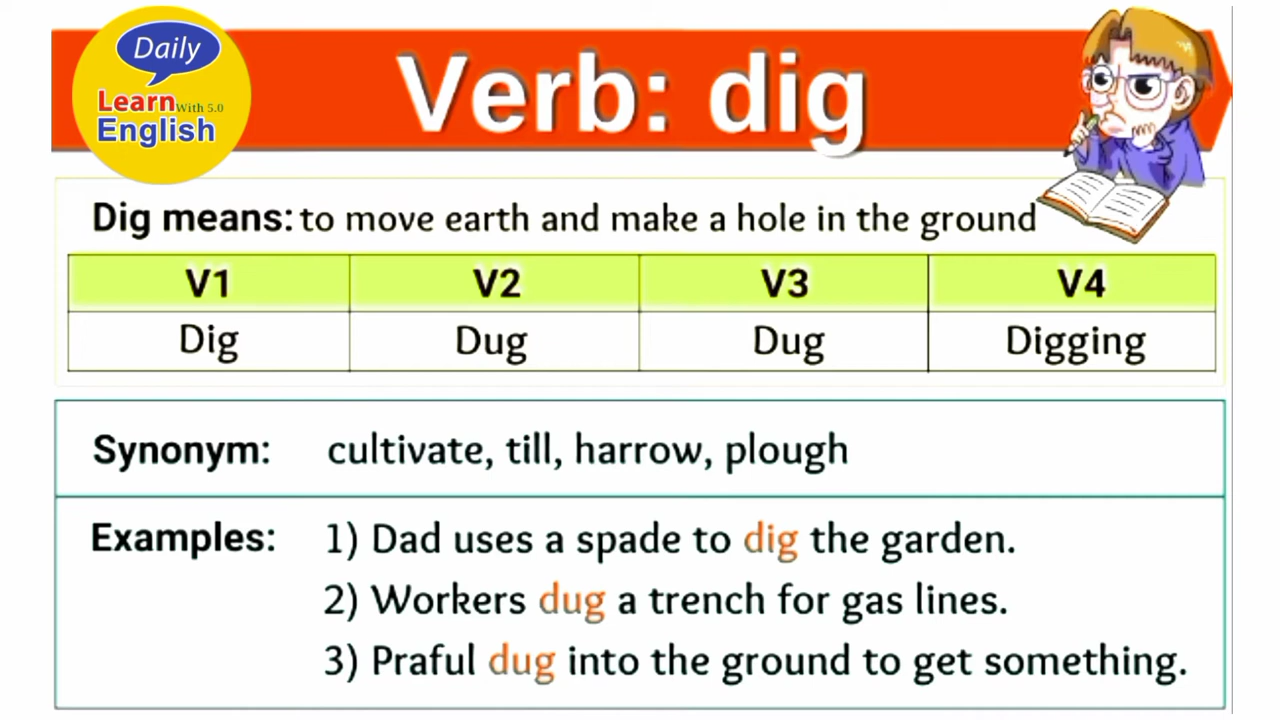 Daily
Learn With 5.0
English
Verb: dig
Dig means: to move earth and make a hole in the ground
V1 V2 V3 V4
Dig Dug Dug Digging
Synonym: cultivate, till, harrow, plough
Examples: 1) Dad uses a spade to dig the garden.
2) Workers dug a trench for gas lines.
3) Praful dug into the ground to get something.